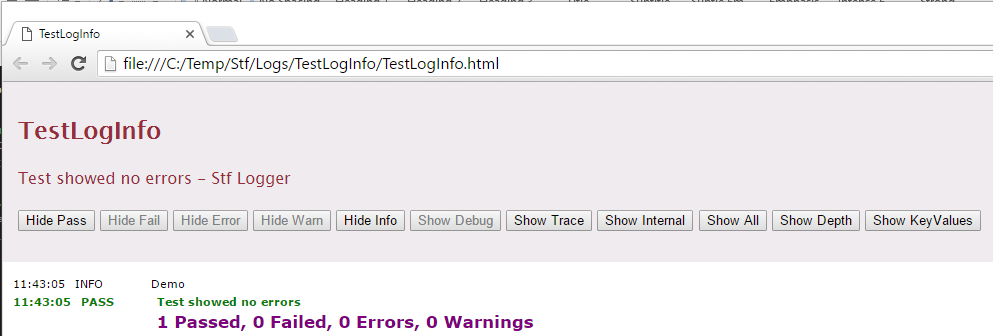 TestLogInfo
file:///C:/Temp/Stf/Logs/TestLogInfo/TestLogInfo.html
TestLogInfo
Test showed no errors - Stf Logger
Hide Pass Hide Fail Hide Error Hide Warn Hide Info Show Debug Show Trace Show Internal Show All Show Depth Show KeyValues
11:43:05 INFO Demo
11:43:05 PASS Test showed no errors
1 Passed, 0 Failed, 0 Errors, 0 Warnings